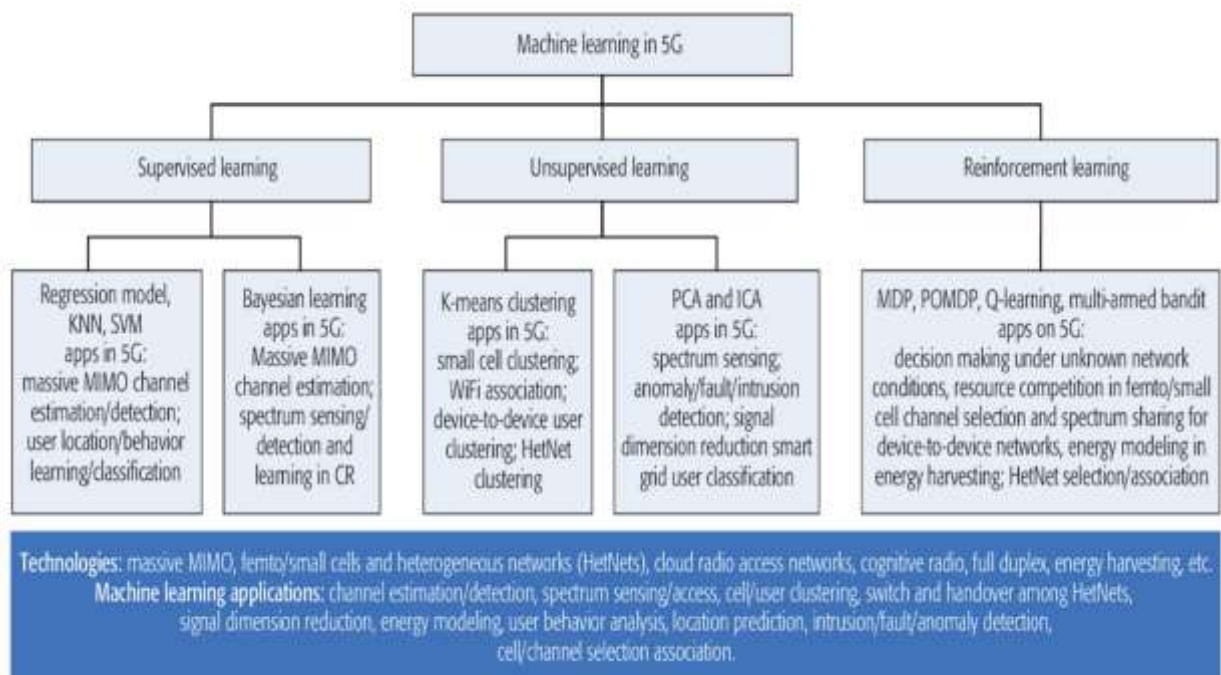 Machine learning in 5G
Supervised learning
Unsupervised learning
Reinforcement learning
Regression model,
KNN, SVM
apps in 5G:
massive MIMO channel
estimation/detection;
user location/behavior
learning/classification
Bayesian learning
apps in 5G:
Massive MIMO
channel estimation;
spectrum sensing/
detection and
learning in CR
K-means clustering
apps in 5G:
small cell clustering;
WiFi association;
device-to-device user
clustering; HetNet
clustering
PCA and ICA
apps in 5G:
spectrum sensing;
anomaly/fault/intrusion
detection; signal
dimension reduction smart
grid user classification
MDP, POMDP, Q-learning, multi-armed bandit
apps on 5G:
decision making under unknown network
conditions, resource competition in femto/small
cell channel selection and spectrum sharing for
device-to-device networks, energy modeling in
energy harvesting; HetNet selection/association
Technologies: massive MIMO, femto/small cells and heterogeneous networks (HetNets), cloud radio access networks, cognitive radio, full duplex, energy harvesting, etc.
Machine learning applications: channel estimation/detection, spectrum sensing/access, cell/user clustering, switch and handover among HetNets,
signal dimension reduction, energy modeling, user behavior analysis, location prediction, intrusion/fault/anomaly detection,
cell/channel selection association.